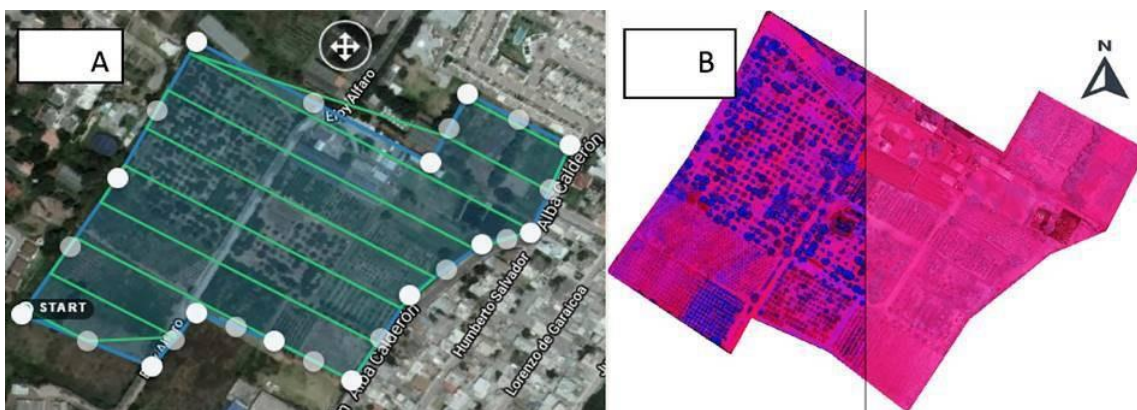 A
Eloy Alfaro
Alba Calderón
START
Humberto Salvador
Lorenzo de Garaicoa
Alba Calderón
B
N